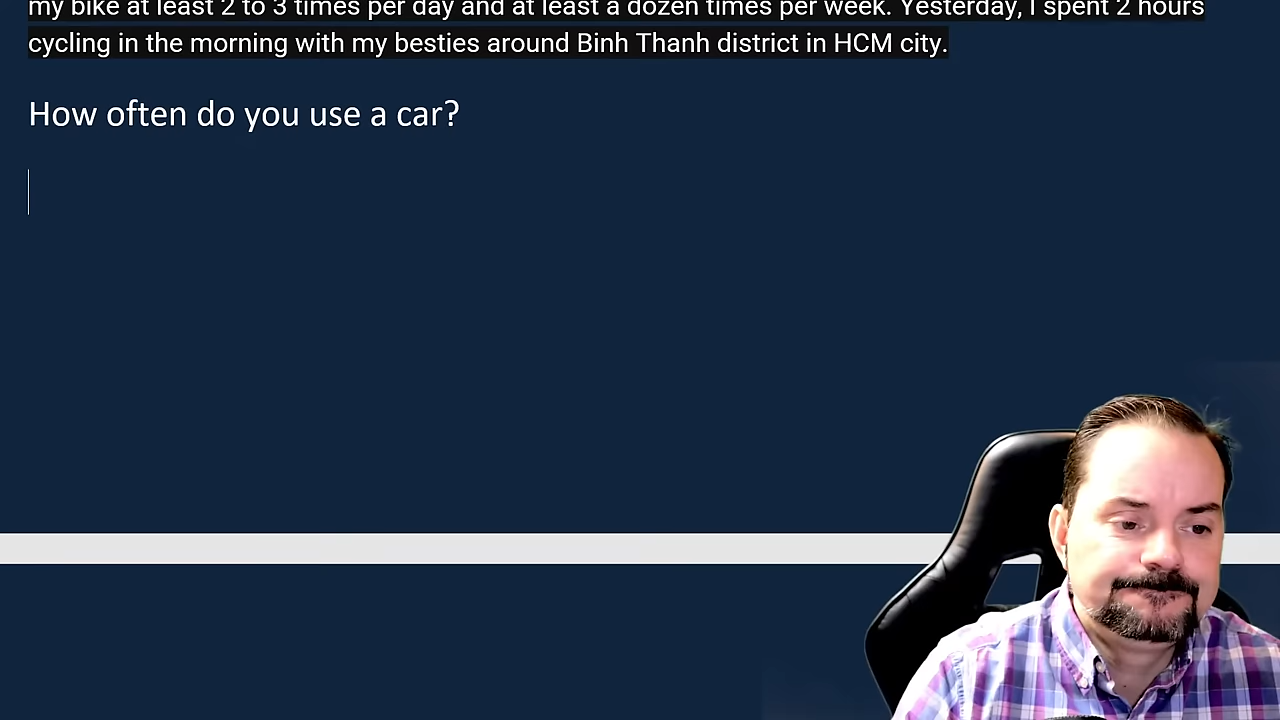 my bike at least 2 to 3 times per day and at least a dozen times per week. Yesterday, I spent 2 hours
cycling in the morning with my besties around Binh Thanh district in HCM city.
How often do you use a car?